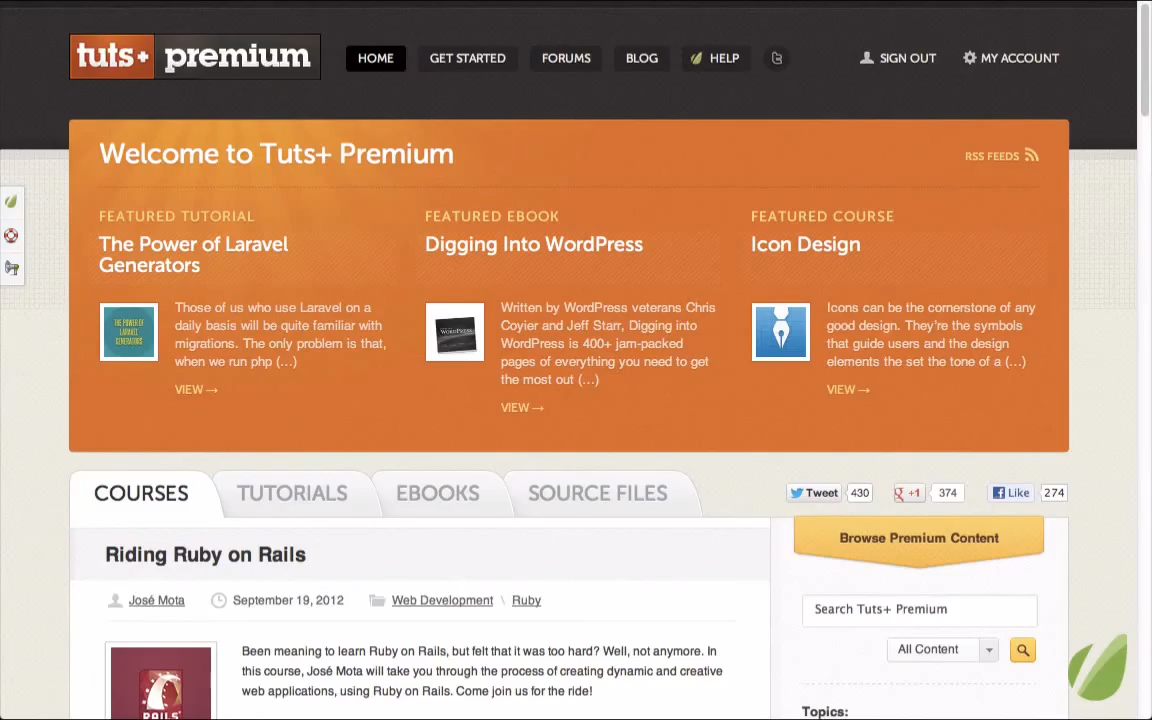 tuts+ premium
HOME
GET STARTED
FORUMS
BLOG
HELP
SIGN OUT
MY ACCOUNT
Welcome to Tuts+ Premium
RSS FEEDS
FEATURED TUTORIAL
The Power of Laravel
Generators
THE POWER OF
LARAVEL
GENERATORS
Those of us who use Laravel on a
daily basis will be quite familiar with
migrations. The only problem is that,
when we run php (...)
VIEW →
FEATURED EBOOK
Digging Into WordPress
WORDPRESS
Written by WordPress veterans Chris
Coyier and Jeff Starr, Digging into
WordPress is 400+ jam-packed
pages of everything you need to get
the most out (...)
VIEW →
FEATURED COURSE
Icon Design
Icons can be the cornerstone of any
good design. They're the symbols
that guide users and the design
elements the set the tone of a (...)
VIEW →
COURSES
TUTORIALS
EBOOKS
SOURCE FILES
Tweet 430
g +1 374
f Like 274
Riding Ruby on Rails
José Mota
September 19, 2012
Web Development \ Ruby
RAILS
Been meaning to learn Ruby on Rails, but felt that it was too hard? Well, not anymore. In
this course, José Mota will take you through the process of creating dynamic and creative
web applications, using Ruby on Rails. Come join us for the ride!
Browse Premium Content
Search Tuts+ Premium
All Content
Topics: